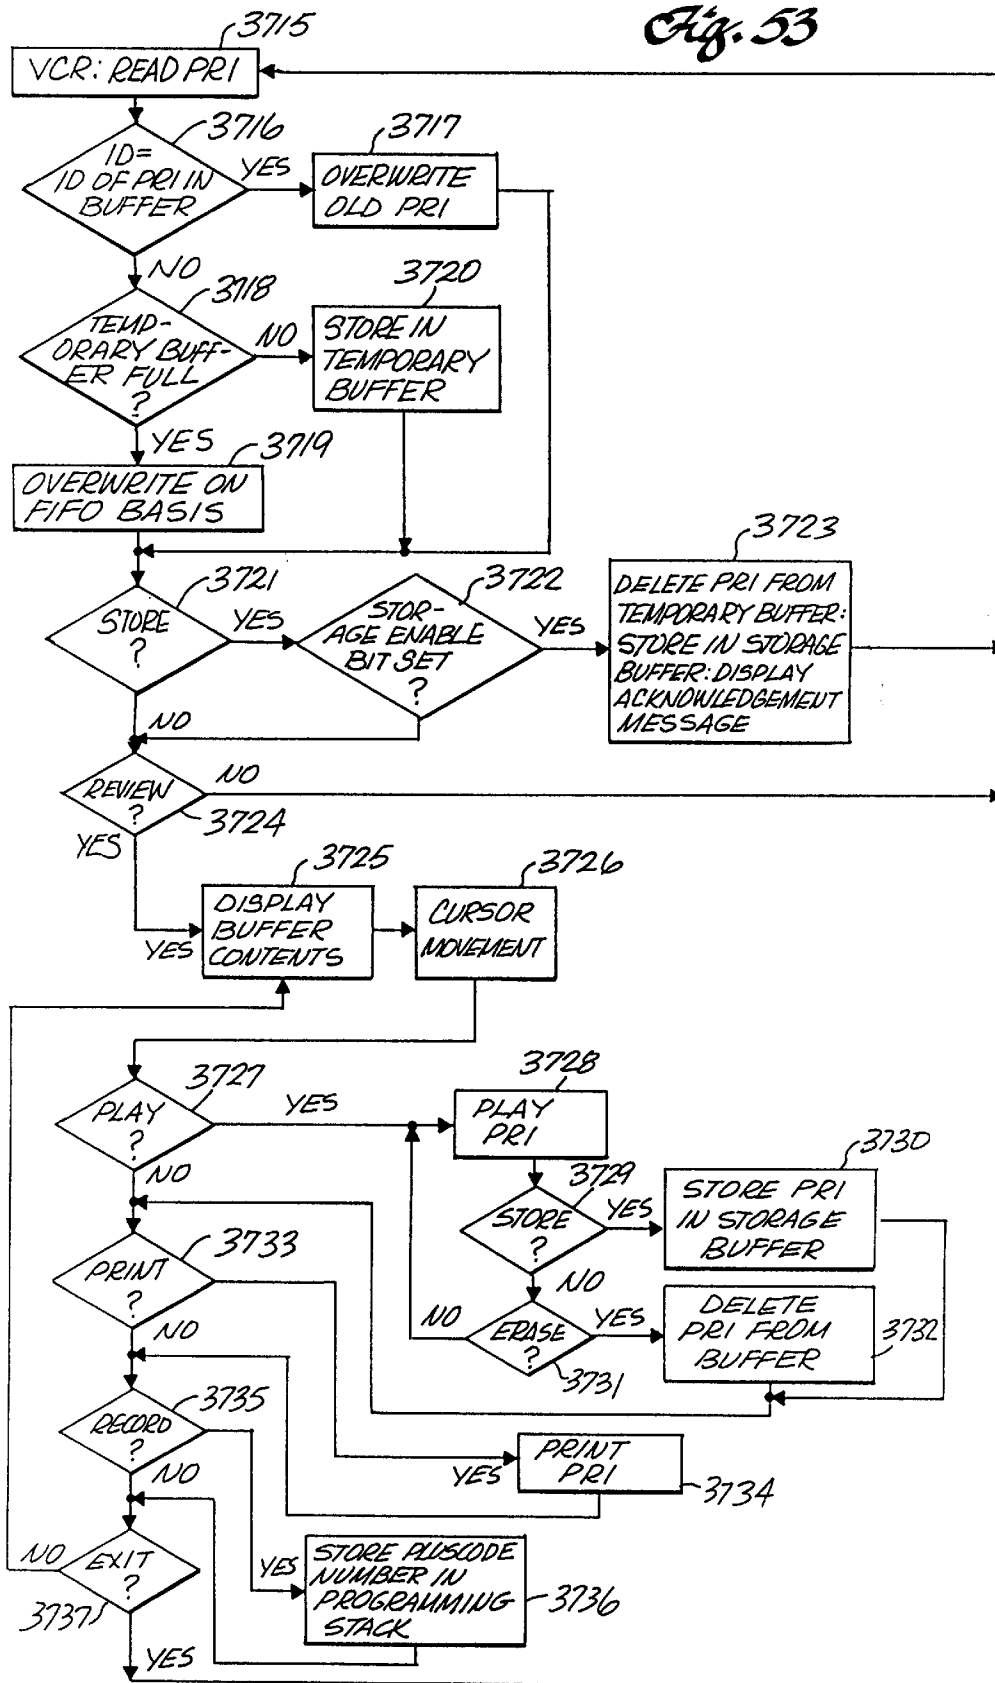 Fig. 53
3715
VCR: READ PRI
3716
ID=
ID OF PRI IN
BUFFER
YES
3717
OVERWRITE
OLD PRI
NO
3718
TEMP-
ORARY BUFF-
ER FULL
?
NO
3720
STORE IN
TEMPORARY
BUFFER
YES
3719
OVERWRITE ON
FIFO BASIS
3721
STORE
?
YES
3722
STOR-
AGE ENABLE
BIT SET
?
YES
3723
DELETE PRI FROM
TEMPORARY BUFFER:
STORE IN STORAGE
BUFFER: DISPLAY
ACKNOWLEDGEMENT
MESSAGE
NO
REVIEW
?
NO
3724
YES
YES
3725
DISPLAY
BUFFER
CONTENTS
3726
CURSOR
MOVEMENT
3727
PLAY
?
YES
3728
PLAY
PRI
NO
3729
STORE
?
YES
3730
STORE PRI
IN STORAGE
BUFFER
NO
3733
PRINT
?
NO
ERASE
?
3731
YES
DELETE
PRI FROM
BUFFER
3732
NO
3735
RECORD
?
YES
PRINT
PRI
3734
NO
EXIT
?
NO
3737
YES
STORE PLUSCODE
NUMBER IN
PROGRAMMING
STACK
3736
YES